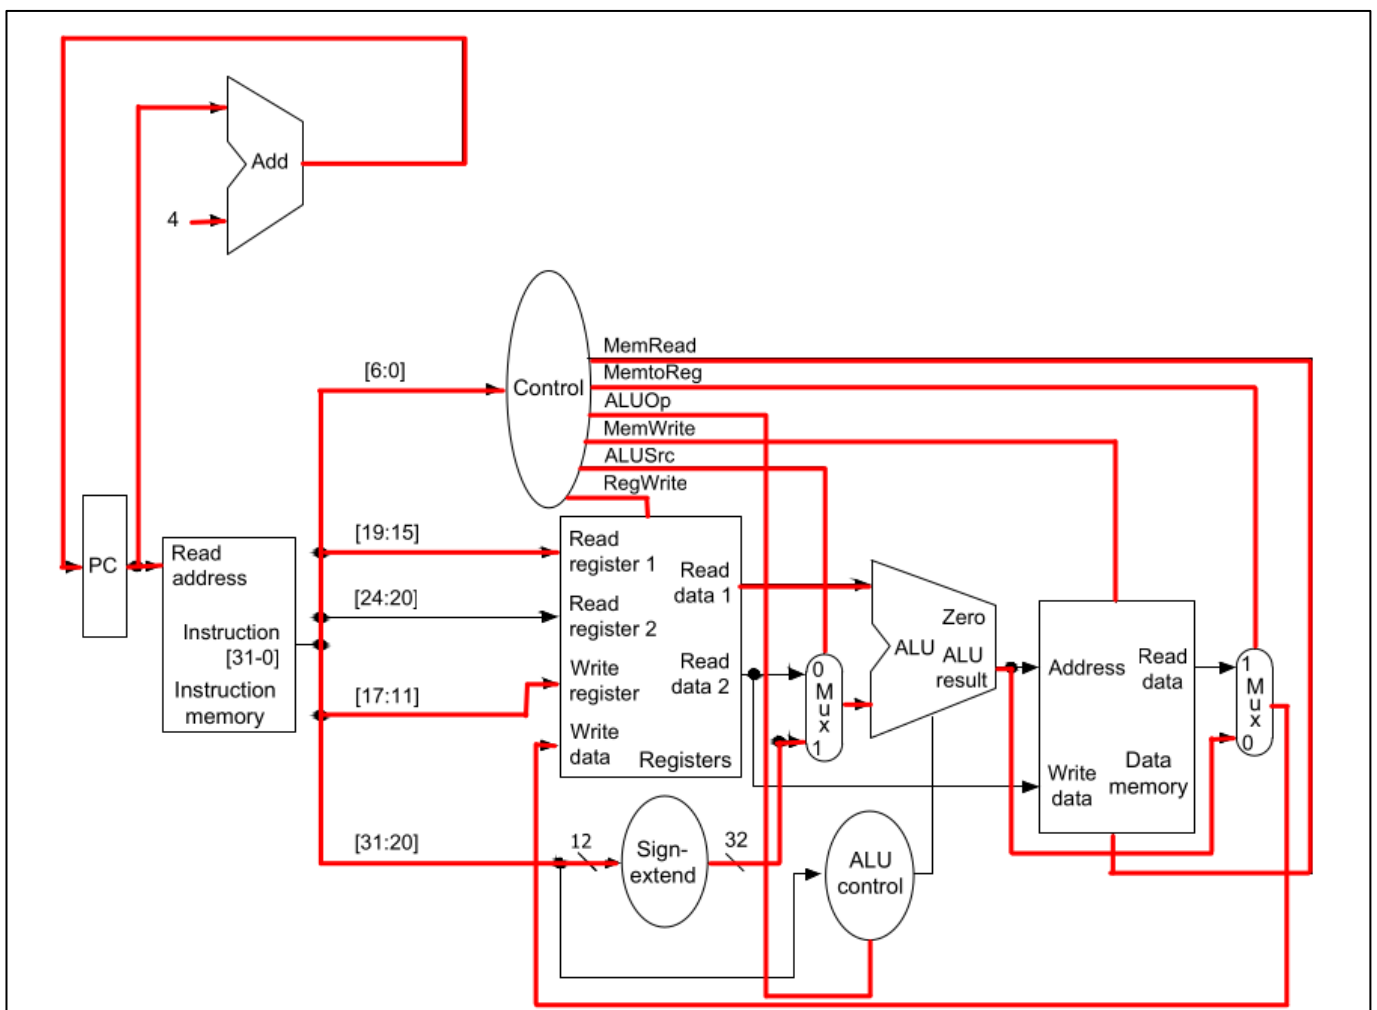 Add
4
MemRead
[6:0]
MemtoReg
Control
ALUOp
MemWrite
ALUSrc
RegWrite
PC
Read
address
Instruction
[31-0]
Instruction
memory
[19:15]
[24:20]
[17:11]
[31:20]
Read
register 1
Read
register 2
Write
register
Write
data
Read
data 1
Read
data 2
Registers
0
Mux
1
Zero
ALU
ALU
result
Address
Read
data
Write
data
Data
memory
1
Mux
0
12
Sign-
extend
32
ALU
control